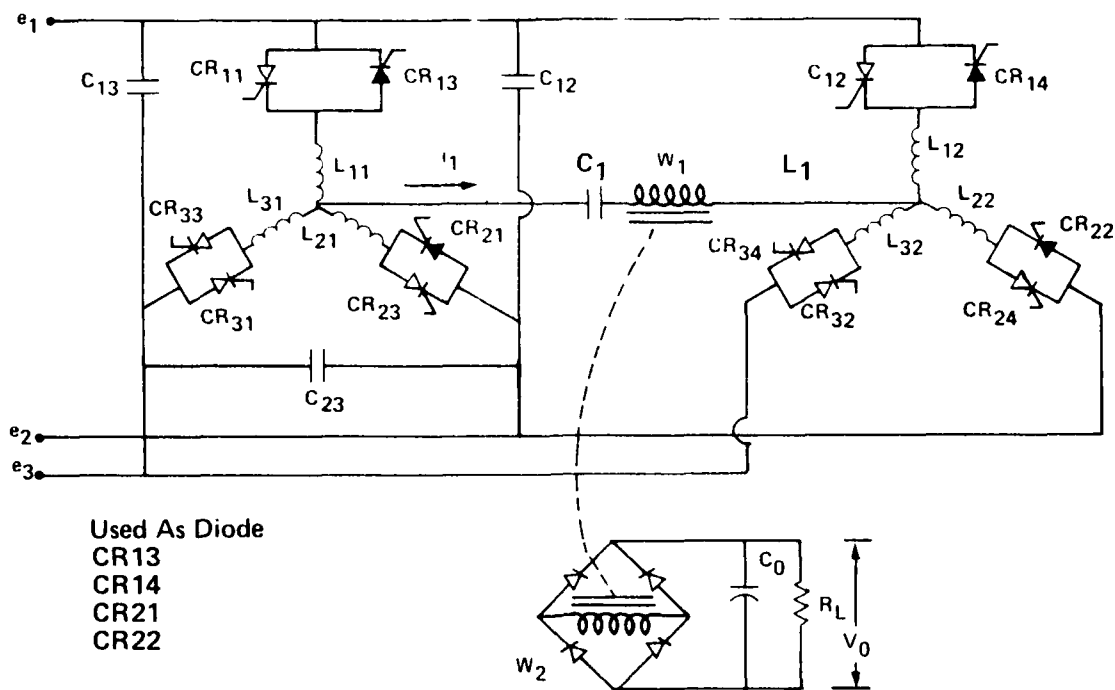 e1
C13
CR11
CR13
C12
C12
CR14
L11
L12
I1
C1
W1
L1
L31
L21
CR33
CR21
CR31
CR23
L32
L22
CR34
CR22
CR32
CR24
C23
e2
e3
Used As Diode
CR13
CR14
CR21
CR22
C0
RL
V0
W2